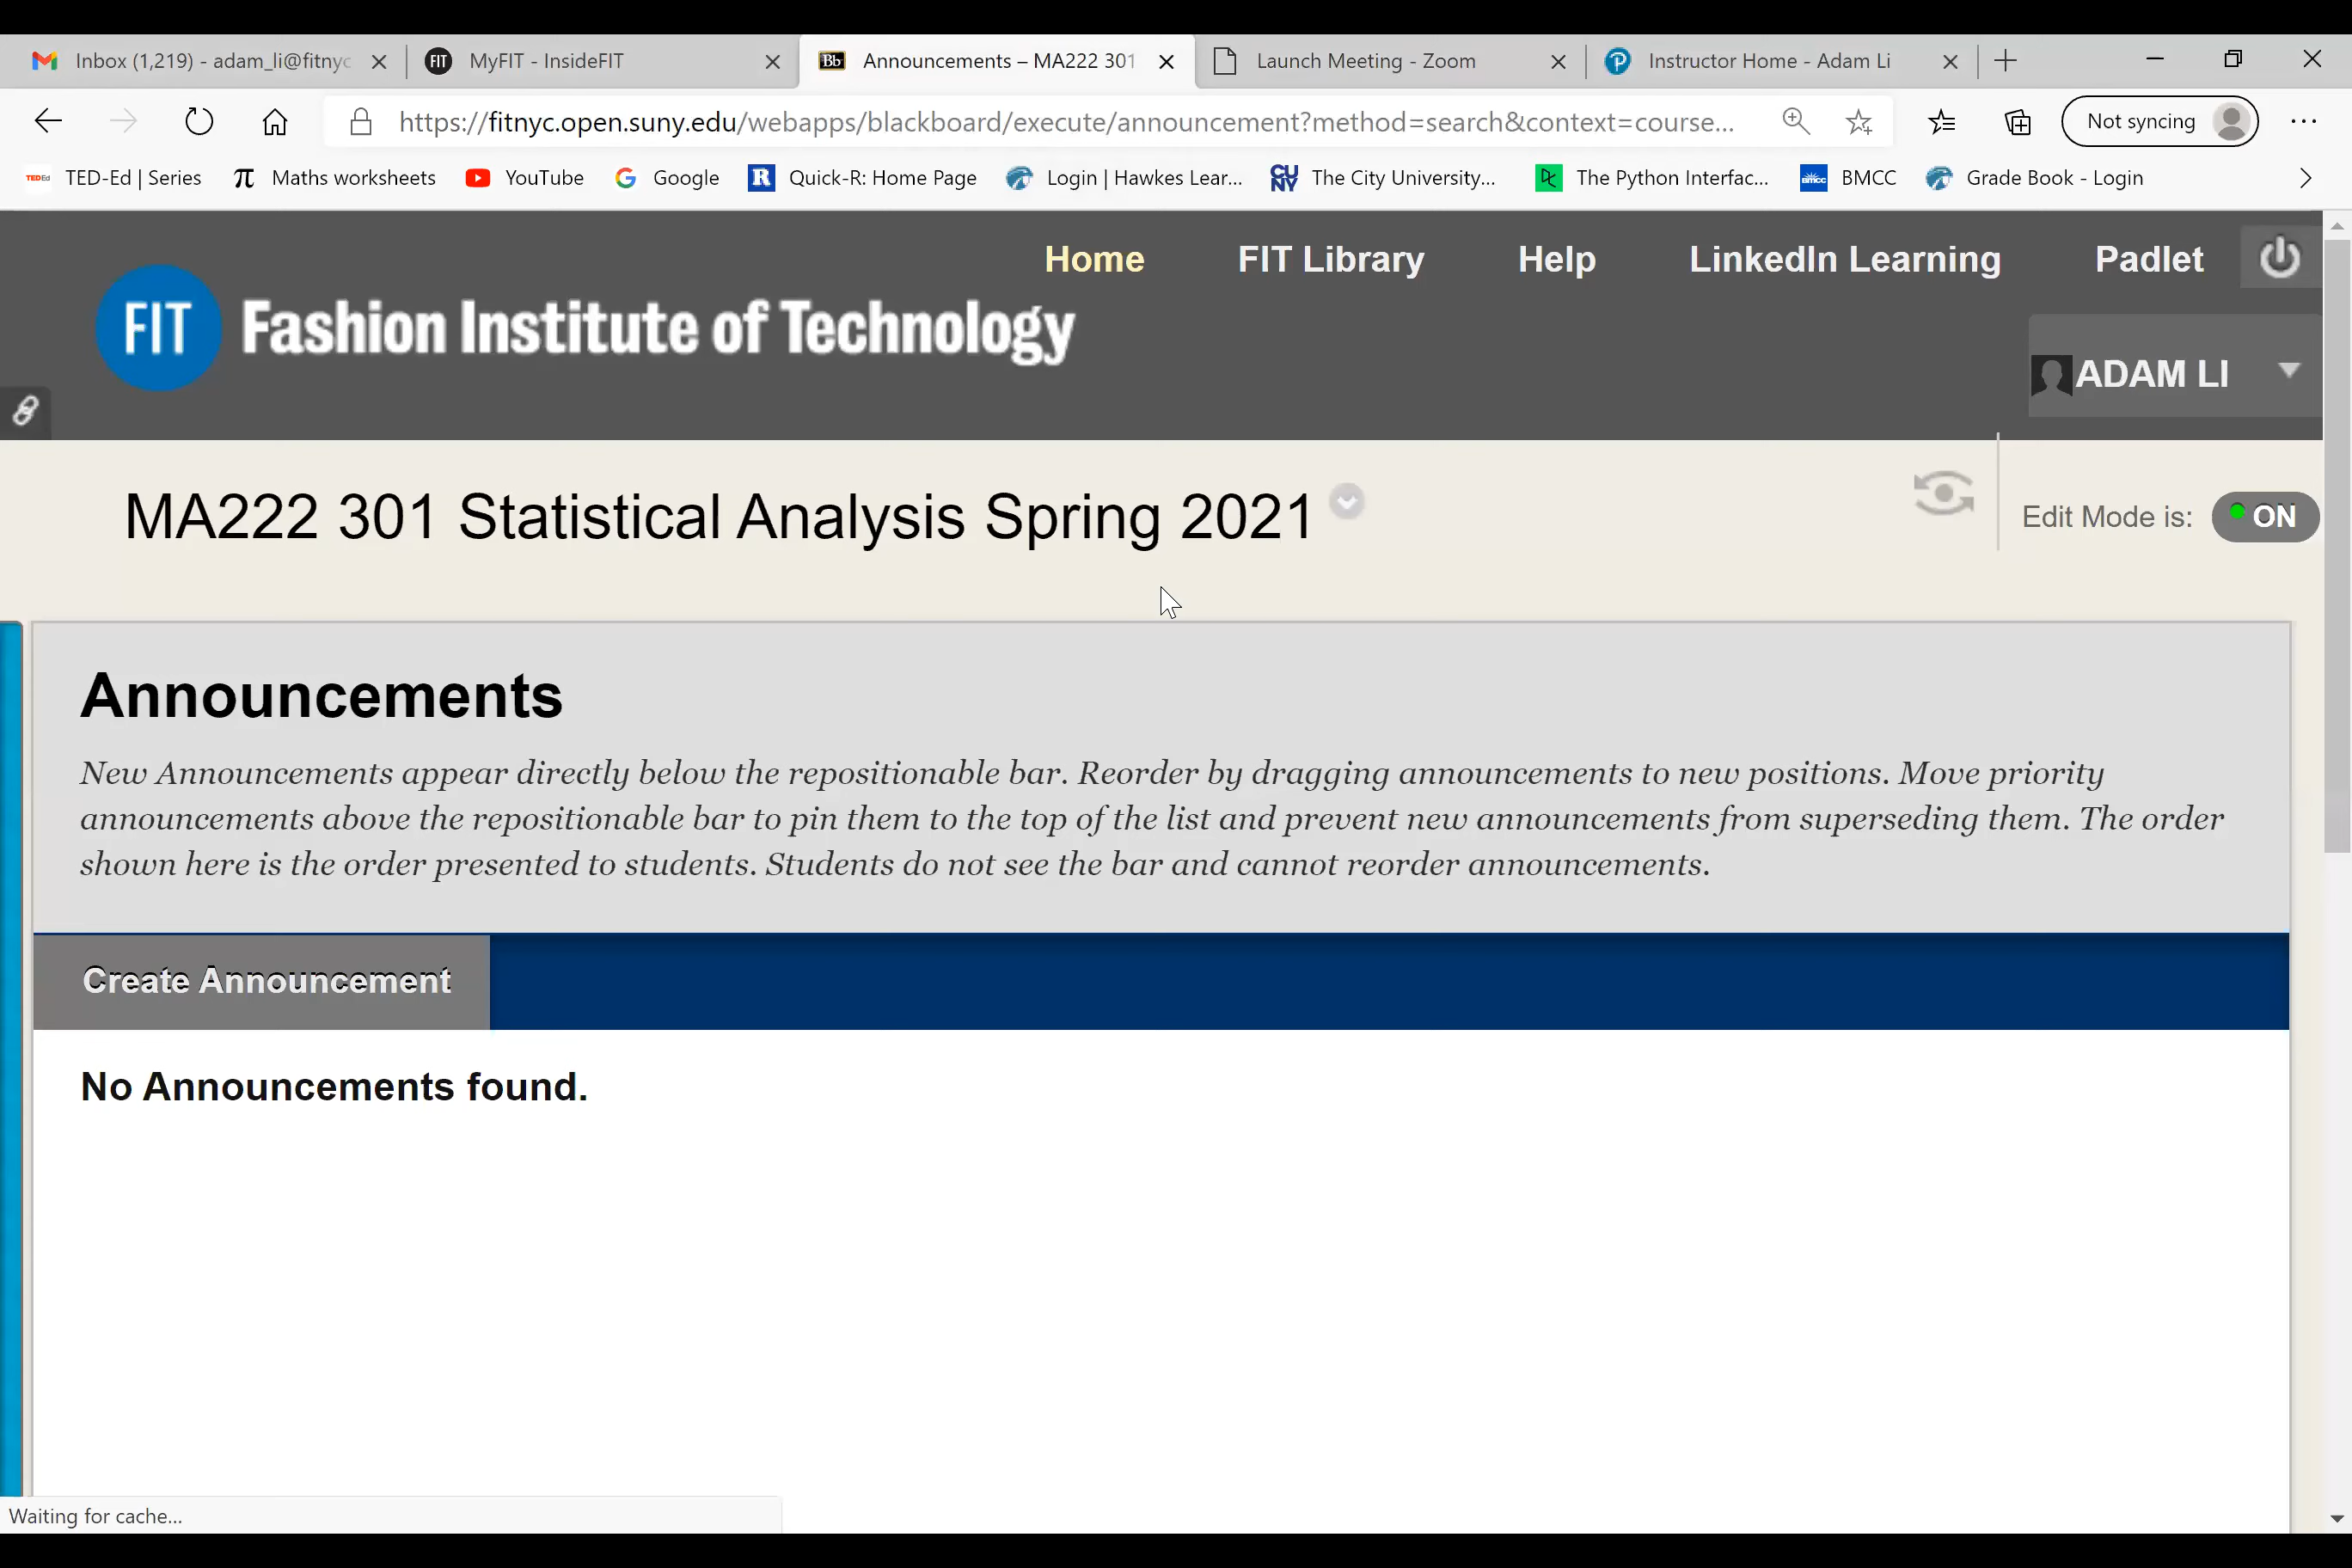 Inbox (1,219) - adam_li@fitnyc
MyFIT - InsideFIT
Bb Announcements – MA222 301
Launch Meeting - Zoom
Instructor Home - Adam Li
https://fitnyc.open.suny.edu/webapps/blackboard/execute/announcement?method=search&context=course...
Not syncing
TED-Ed | Series
Maths worksheets
YouTube
Google
R Quick-R: Home Page
Login | Hawkes Lear...
CUNY The City University...
The Python Interfac...
BMCC BMCC
Grade Book - Login
Home
FIT Library
Help
LinkedIn Learning
Padlet
FIT Fashion Institute of Technology
ADAM LI
MA222 301 Statistical Analysis Spring 2021
Edit Mode is: ON
Announcements
New Announcements appear directly below the repositionable bar. Reorder by dragging announcements to new positions. Move priority
announcements above the repositionable bar to pin them to the top of the list and prevent new announcements from superseding them. The order
shown here is the order presented to students. Students do not see the bar and cannot reorder announcements.
Create Announcement
No Announcements found.
Waiting for cache...